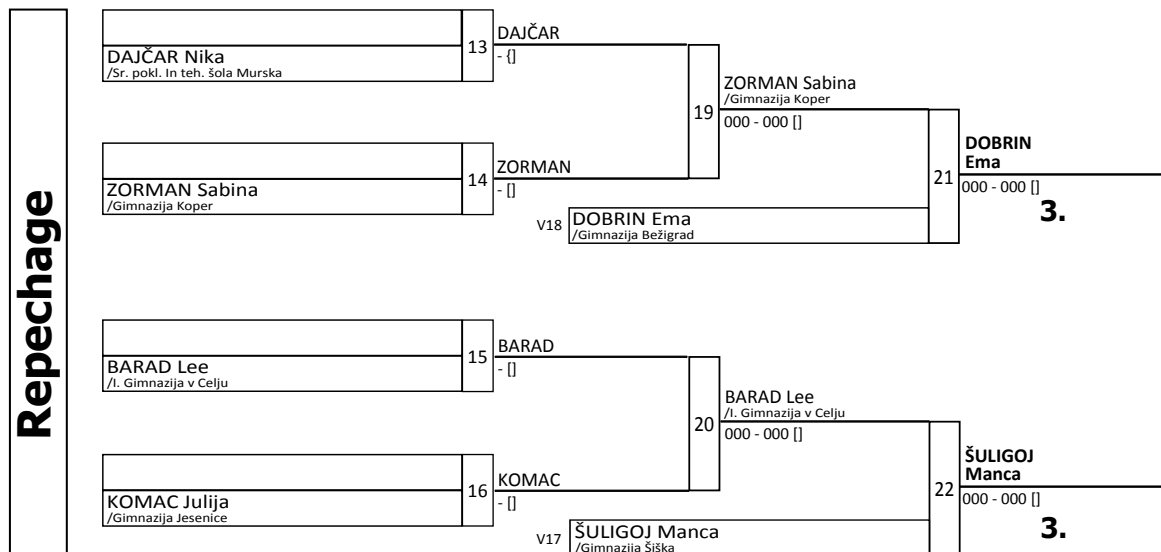 Repechage
DAJČAR Nika
/Sr. pokl. In teh. šola Murska
13
DAJČAR
- {]
ZORMAN Sabina
/Gimnazija Koper
14
ZORMAN
- []
19
ZORMAN Sabina
/Gimnazija Koper
000 - 000 []
V18
DOBRIN Ema
/Gimnazija Bežigrad
21
DOBRIN
Ema
000 - 000 []
3.
BARAD Lee
/I. Gimnazija v Celju
15
BARAD
- []
KOMAC Julija
/Gimnazija Jesenice
16
KOMAC
- []
20
BARAD Lee
/I. Gimnazija v Celju
000 - 000 []
V17
ŠULIGOJ Manca
/Gimnazija Šiška
22
ŠULIGOJ
Manca
000 - 000 []
3.